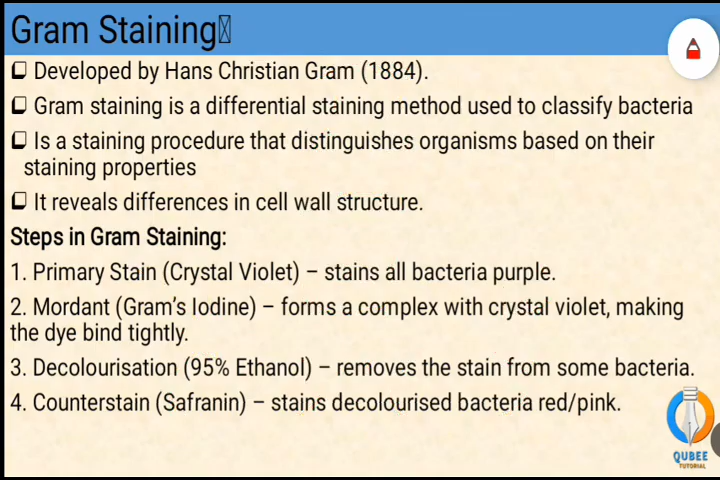 Gram Staining
❑ Developed by Hans Christian Gram (1884).
❑ Gram staining is a differential staining method used to classify bacteria
❑ Is a staining procedure that distinguishes organisms based on their
staining properties
❑ It reveals differences in cell wall structure.
Steps in Gram Staining:
1. Primary Stain (Crystal Violet) – stains all bacteria purple.
2. Mordant (Gram's Iodine) – forms a complex with crystal violet, making
the dye bind tightly.
3. Decolourisation (95% Ethanol) – removes the stain from some bacteria.
4. Counterstain (Safranin) – stains decolourised bacteria red/pink.
QUBEE
TUTORIAL